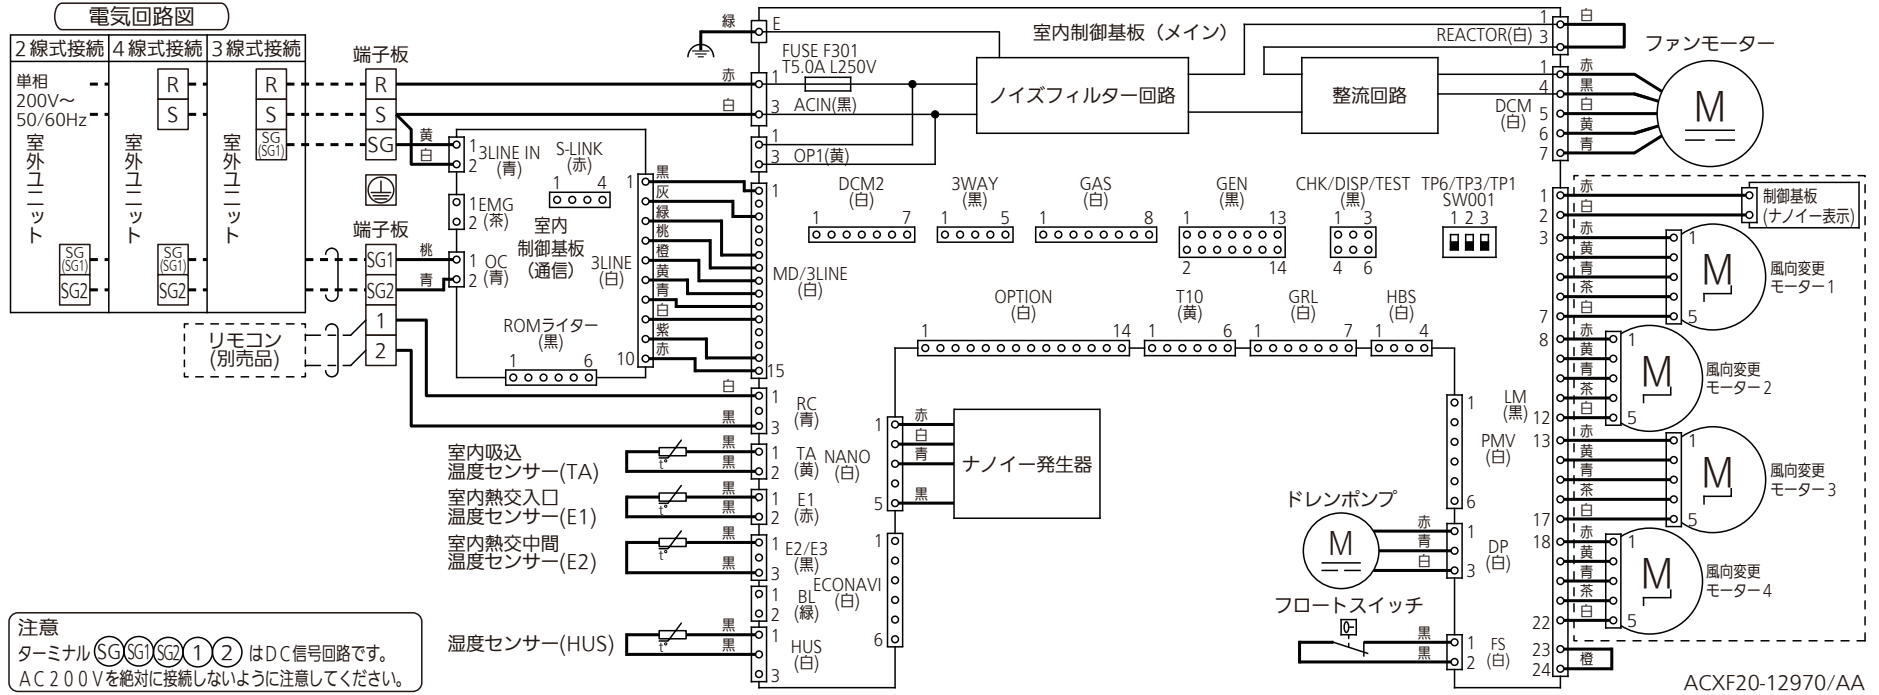 電気回路図
2線式接続 4線式接続 3線式接続
単相
200V～
50/60Hz
室外ユニット
室外ユニット
室外ユニット
R
S
R
S
SG
(SG1)
SG
(SG1)
SG2
SG
(SG1)
SG2
端子板
R
S
SG
端子板
SG1
SG2
1
2
リモコン
(別売品)
黄
白
1
2
3LINE IN
(青)
S-LINK
(赤)
1 4
1
2
EMG
(茶)
室内
制御基板
(通信)
桃
青
1
2
OC
(青)
3LINE
(白)
1
10
ROMライター
(黒)
1 6
黒
灰
緑
桃
橙
黄
青
白
紫
赤
1
15
MD/3LINE
(白)
緑
E
赤
白
1
3
FUSE F301
T5.0A L250V
ACIN(黒)
1
3
OP1(黄)
室内制御基板（メイン）
ノイズフィルター回路
整流回路
REACTOR(白)
1
3
白
ファンモーター
M
DCM
(白)
1
4
5
6
7
赤
黒
白
黄
青
DCM2
(白)
1 7
3WAY
(黒)
1 5
GAS
(白)
1 8
GEN
(黒)
1 13
2 14
CHK/DISP/TEST
(黒)
1 3
4 6
TP6/TP3/TP1
SW001
1 2 3
OPTION
(白)
1 14
T10
(黄)
1 6
GRL
(白)
1 7
HBS
(白)
1 4
白
黒
1
3
RC
(青)
室内吸込
温度センサー(TA)
t°
黒
黒
1
2
TA
(黄)
室内熱交入口
温度センサー(E1)
t°
黒
黒
1
2
E1
(赤)
室内熱交中間
温度センサー(E2)
t°
黒
黒
1
3
E2/E3
(黒)
1
2
BL
(緑)
湿度センサー(HUS)
t°
黒
黒
1
3
HUS
(白)
NANO
(白)
1
5
赤
白
青
黒
ナノイー発生器
ECONAVI
(白)
1
6
1
6
PMV
(白)
ドレンポンプ
M
赤
青
白
1
3
DP
(白)
フロートスイッチ
黒
黒
1
2
FS
(白)
LM
(黒)
1
2
3
7
8
12
13
17
18
22
23
24
赤
白
制御基板
(ナノイー表示)
赤
黄
青
茶
白
1
5
M
風向変更
モーター1
赤
黄
青
茶
白
1
5
M
風向変更
モーター2
赤
黄
青
茶
白
1
5
M
風向変更
モーター3
赤
黄
青
茶
白
1
5
M
風向変更
モーター4
橙
注意
ターミナル SG SG1 SG2 1 2 はDC信号回路です。
AC200Vを絶対に接続しないように注意してください。
ACXF20-12970/AA